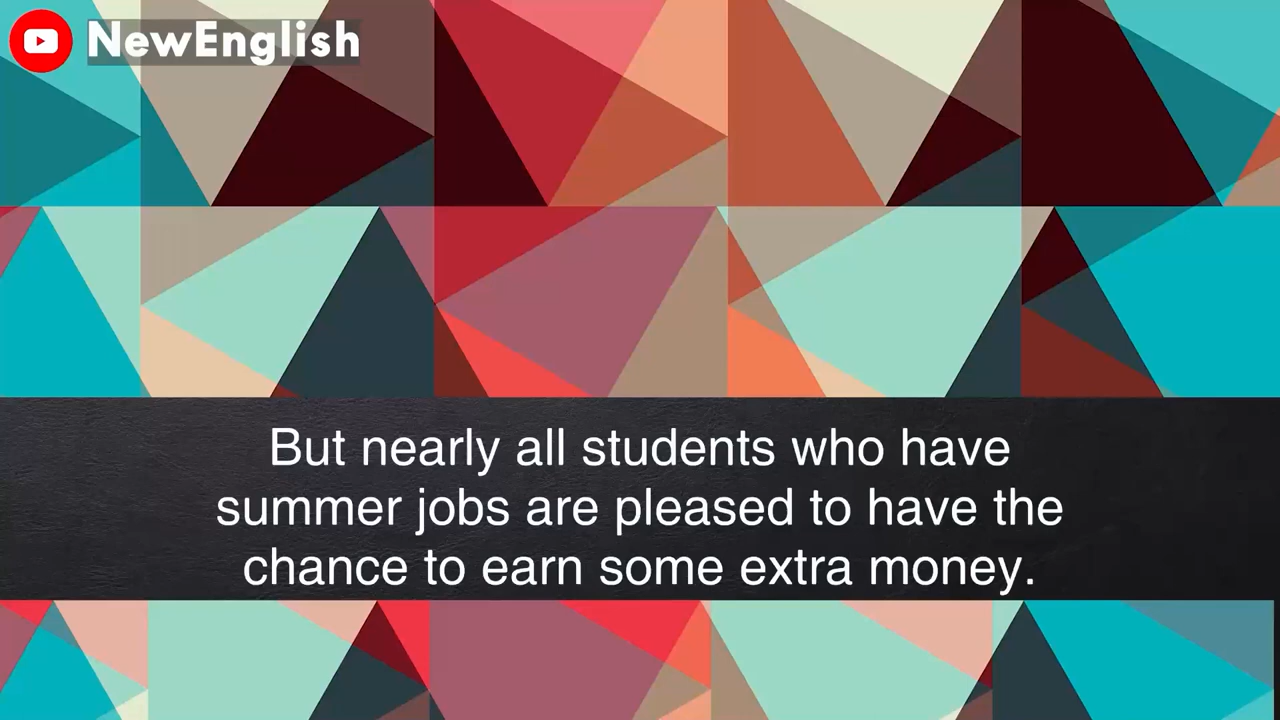 NewEnglish
But nearly all students who have
summer jobs are pleased to have the
chance to earn some extra money.